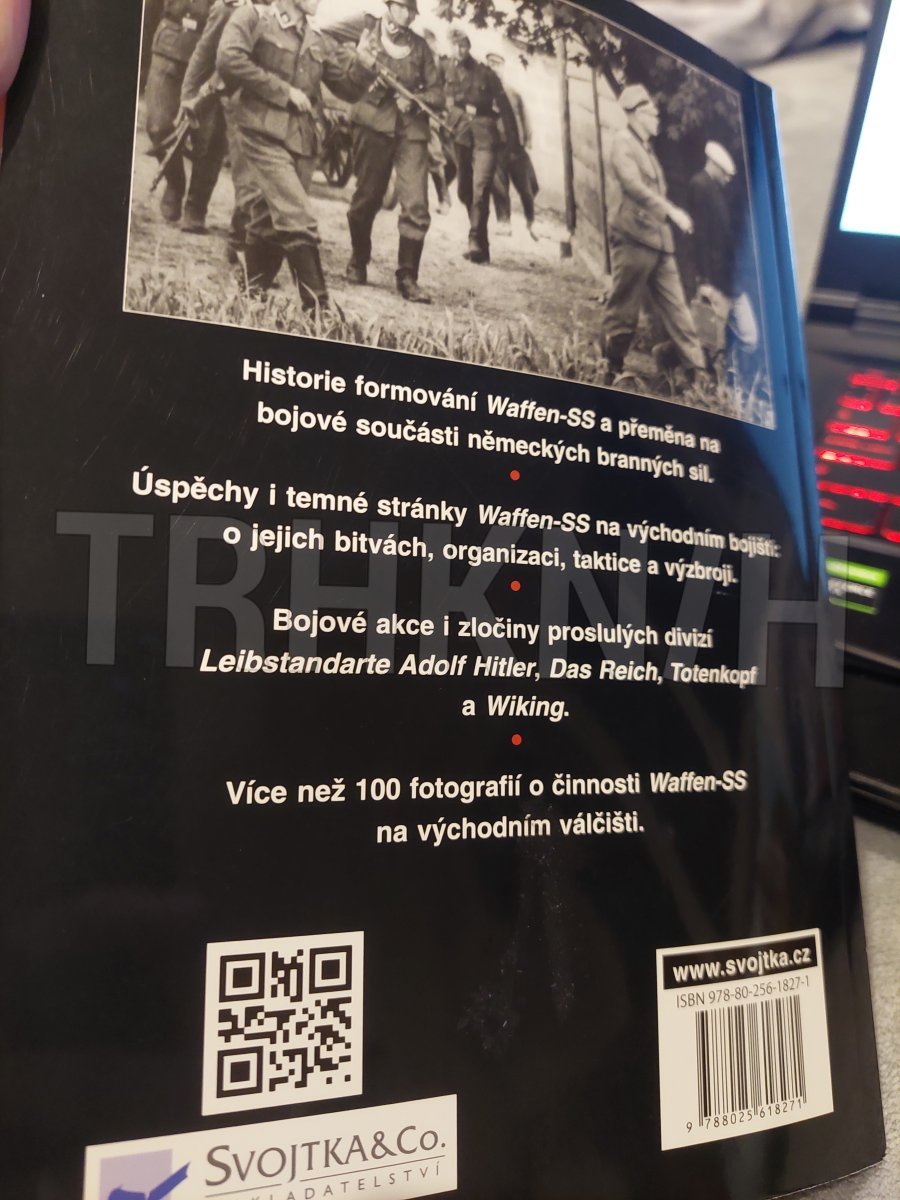 Historie formování Waffen-SS a přeměna na
bojové součásti německých branných sil.
Úspěchy i temné stránky Waffen-SS na východním bojišti:
o jejich bitvách, organizaci, taktice a výzbroji.
TRHKNIH
Bojové akce i zločiny proslulých divizí
Leibstandarte Adolf Hitler, Das Reich, Totenkopf
a Wiking.
Více než 100 fotografií o činnosti Waffen-SS
na východním válčišti.
www.svojtka.cz
ISBN 978-80-256-1827-1
9 788025 618271
SVOJTKA&CO.
KLADATELSTVÍ